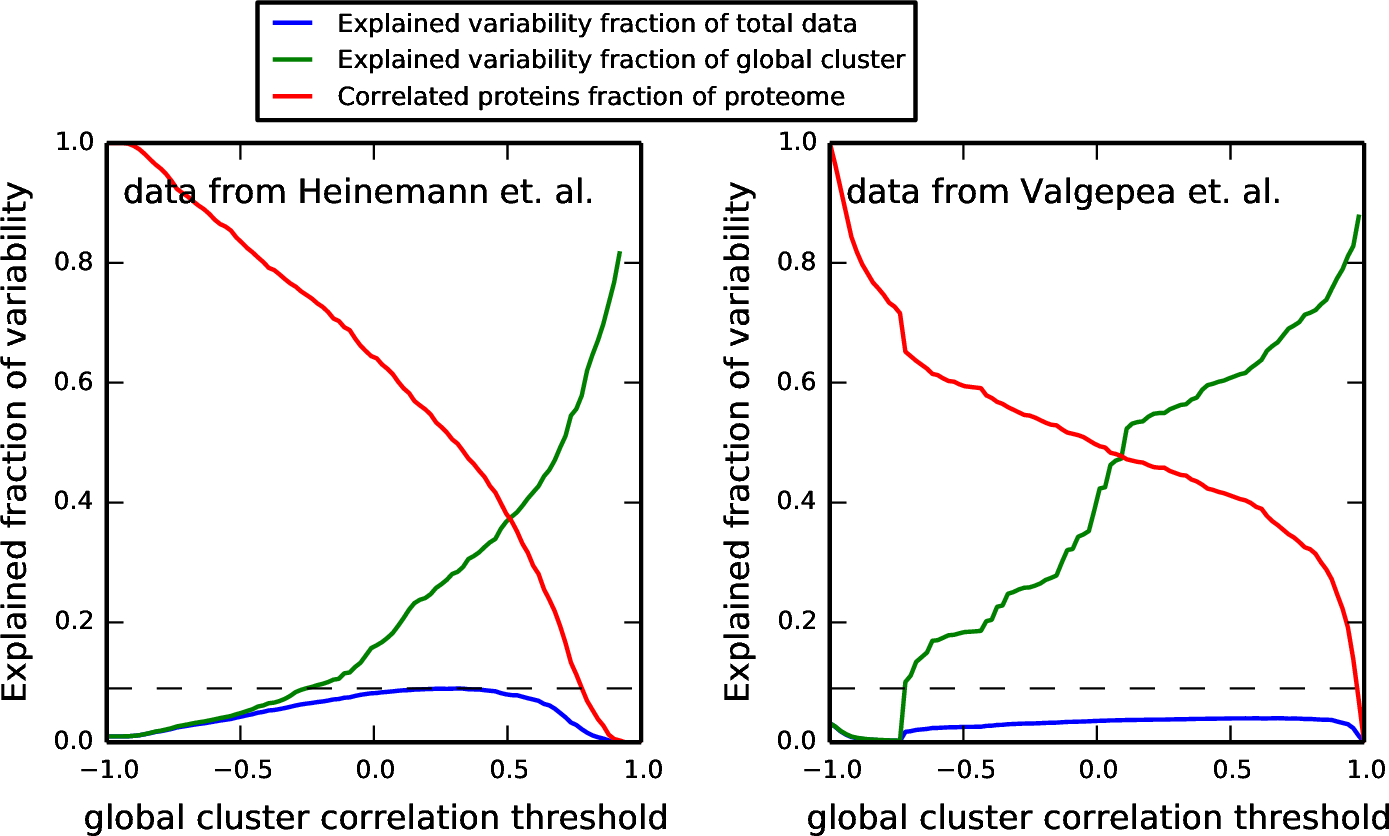 Explained variability fraction of total data
Explained variability fraction of global cluster
Correlated proteins fraction of proteome
data from Heinemann et. al.
Explained fraction of variability
1.0
0.8
0.6
0.4
0.2
0.0
−1.0 −0.5 0.0 0.5 1.0
global cluster correlation threshold
data from Valgepea et. al.
Explained fraction of variability
1.0
0.8
0.6
0.4
0.2
0.0
−1.0 −0.5 0.0 0.5 1.0
global cluster correlation threshold